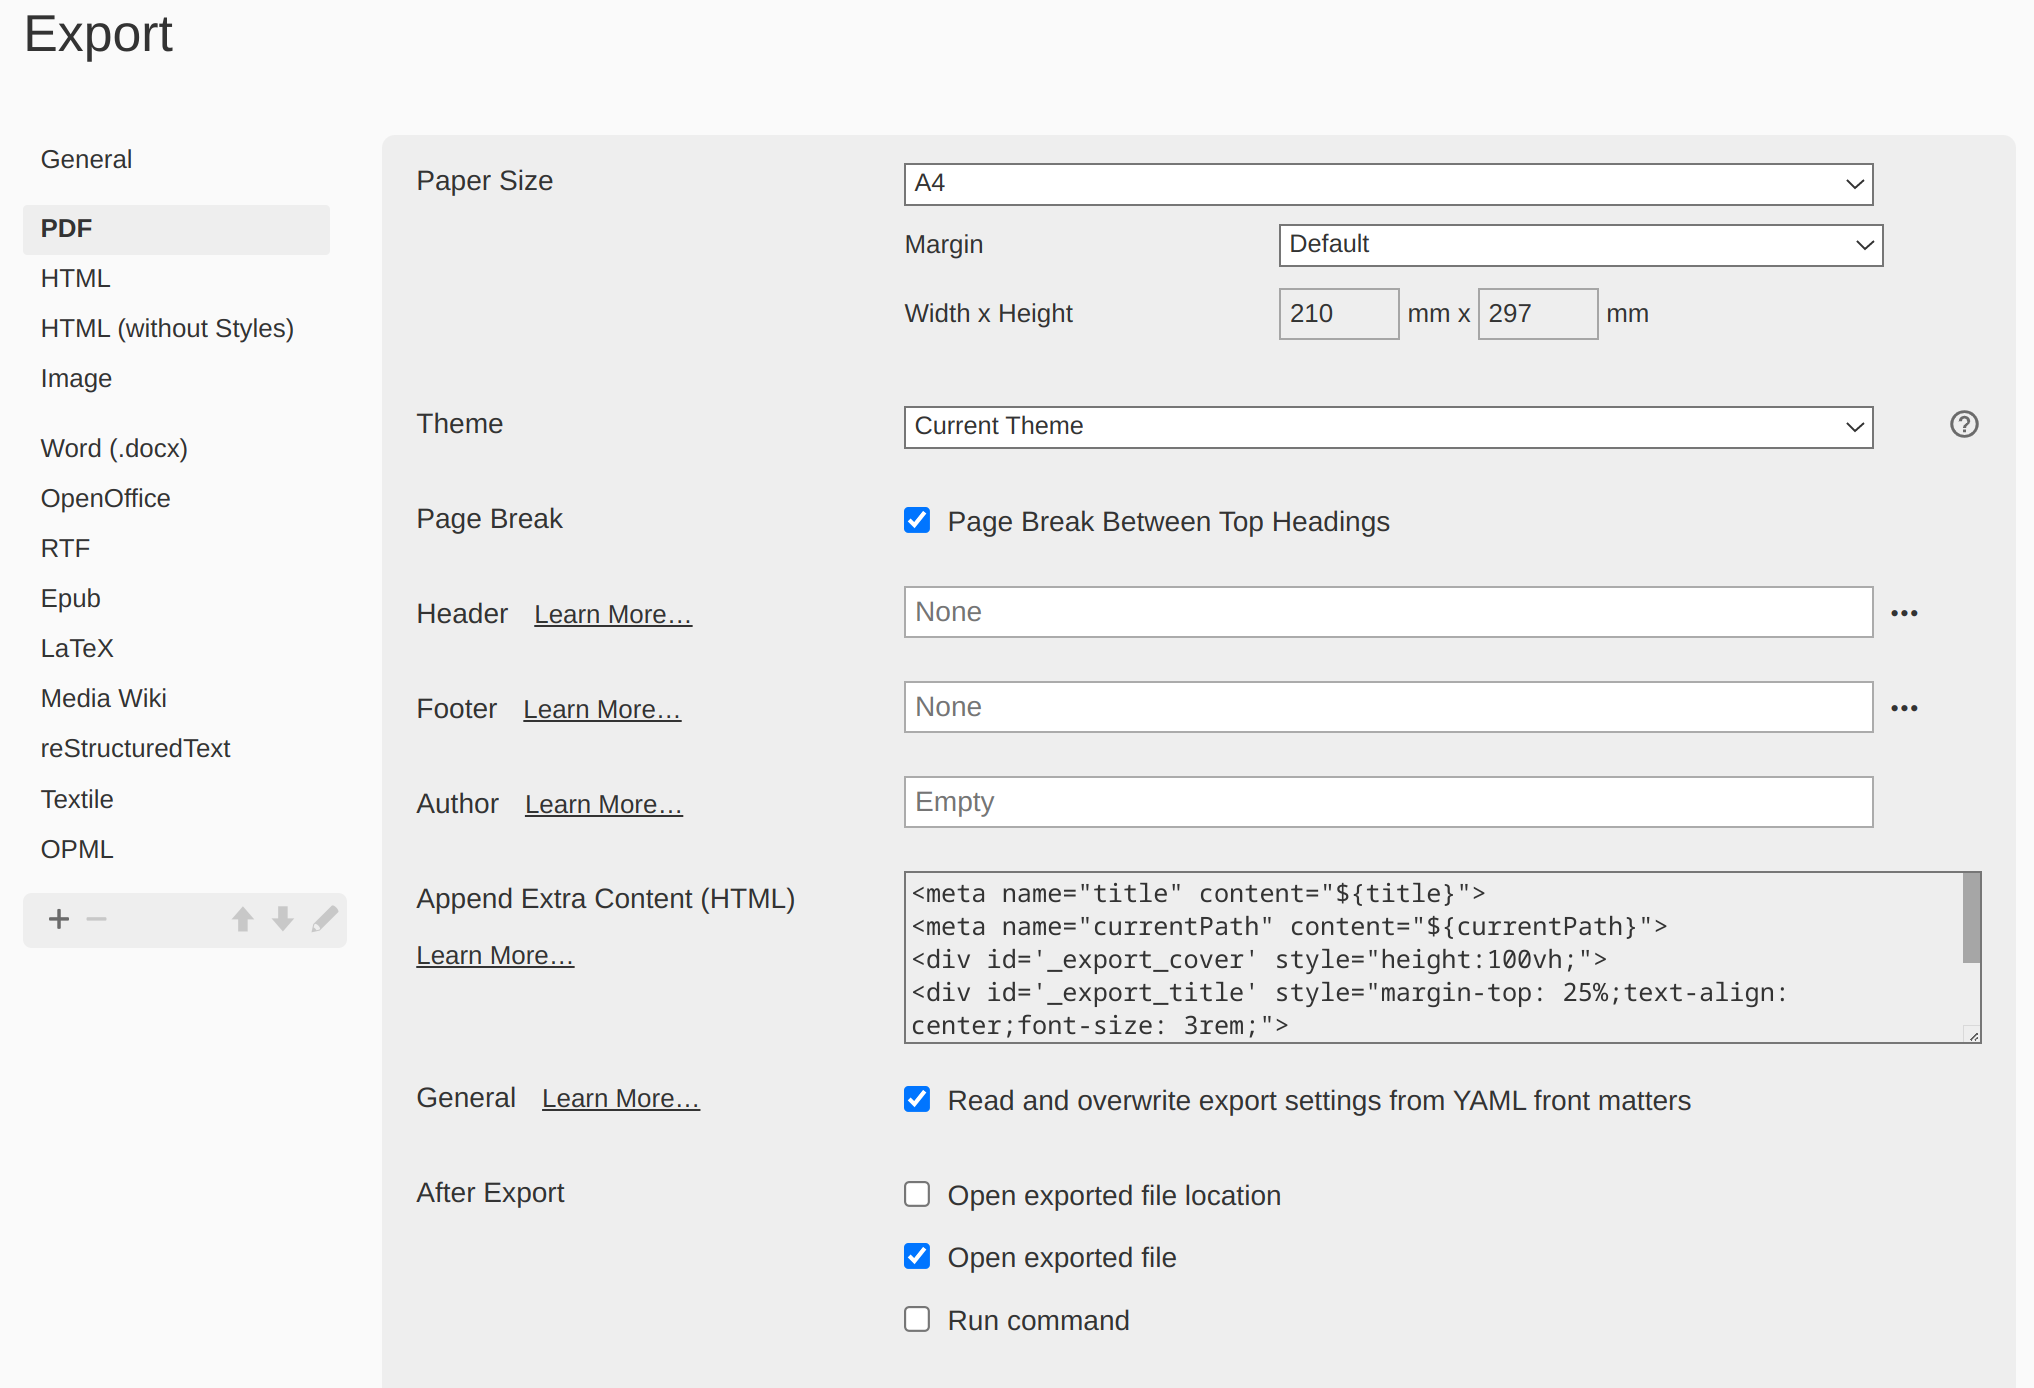 Export
General
PDF
HTML
HTML (without Styles)
Image
Word (.docx)
OpenOffice
RTF
Epub
LaTeX
Media Wiki
reStructuredText
Textile
OPML
Paper Size
A4
Margin
Default
Width x Height
210 mm x 297 mm
Theme
Current Theme
Page Break
Page Break Between Top Headings
Header Learn More…
None
Footer Learn More…
None
Author Learn More…
Empty
Append Extra Content (HTML)
Learn More…
<meta name="title" content="${title}">
<meta name="currentPath" content="${currentPath}">
<div id='_export_cover' style="height:100vh;">
<div id='_export_title' style="margin-top: 25%;text-align:
center;font-size: 3rem;">
General Learn More…
Read and overwrite export settings from YAML front matters
After Export
Open exported file location
Open exported file
Run command